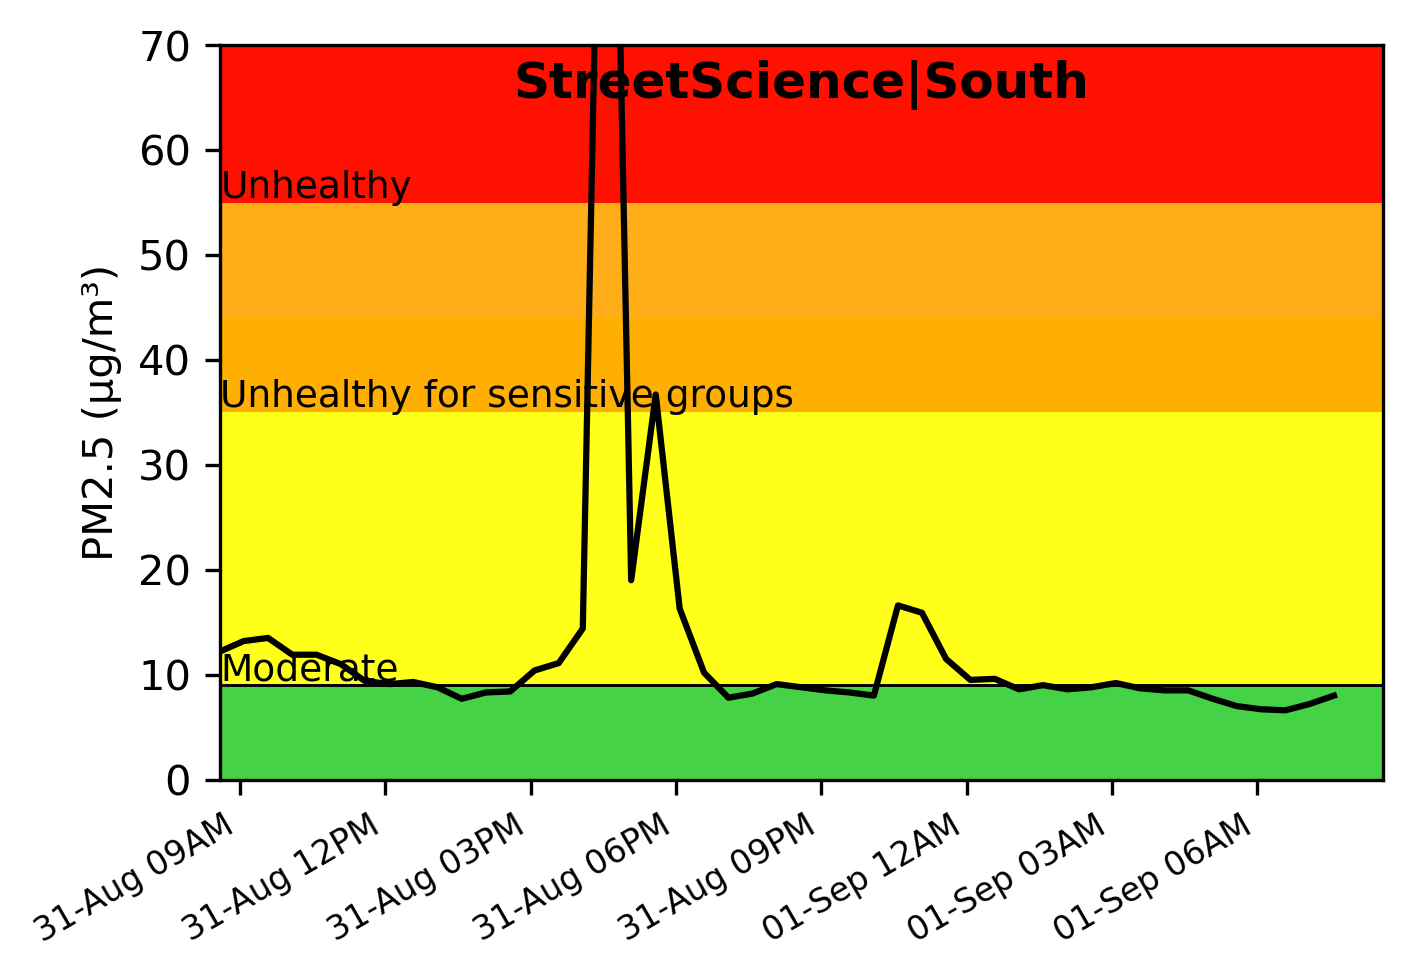 StreetScience|South
70
60
50
40
30
20
10
0
PM2.5 (µg/m³)
Unhealthy
Unhealthy for sensitive groups
Moderate
31-Aug 09AM
31-Aug 12PM
31-Aug 03PM
31-Aug 06PM
31-Aug 09PM
01-Sep 12AM
01-Sep 03AM
01-Sep 06AM